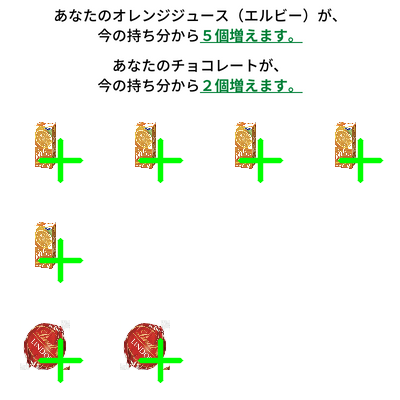 あなたのオレンジジュース（エルビー）が、
今の持ち分から５個増えます。
あなたのチョコレートが、
今の持ち分から２個増えます。